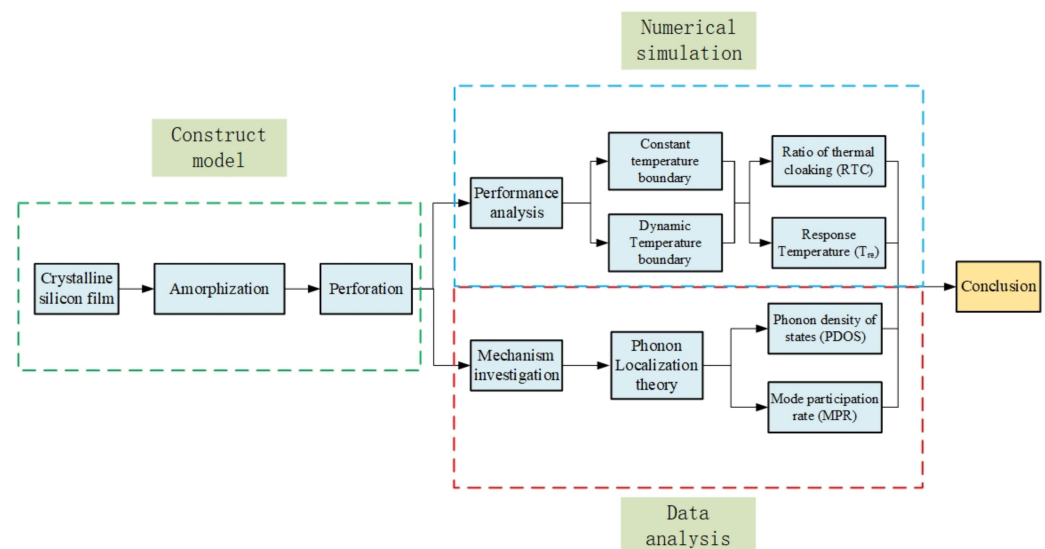 Numerical
simulation
Construct
model
Crystalline
silicon film
Amorphization
Perforation
Performance
analysis
Constant
temperature
boundary
Dynamic
Temperature
boundary
Ratio of thermal
cloaking (RTC)
Response
Temperature (Tre)
Mechanism
investigation
Phonon
Localization
theory
Phonon density of
states (PDOS)
Mode participation
rate (MPR)
Conclusion
Data
analysis